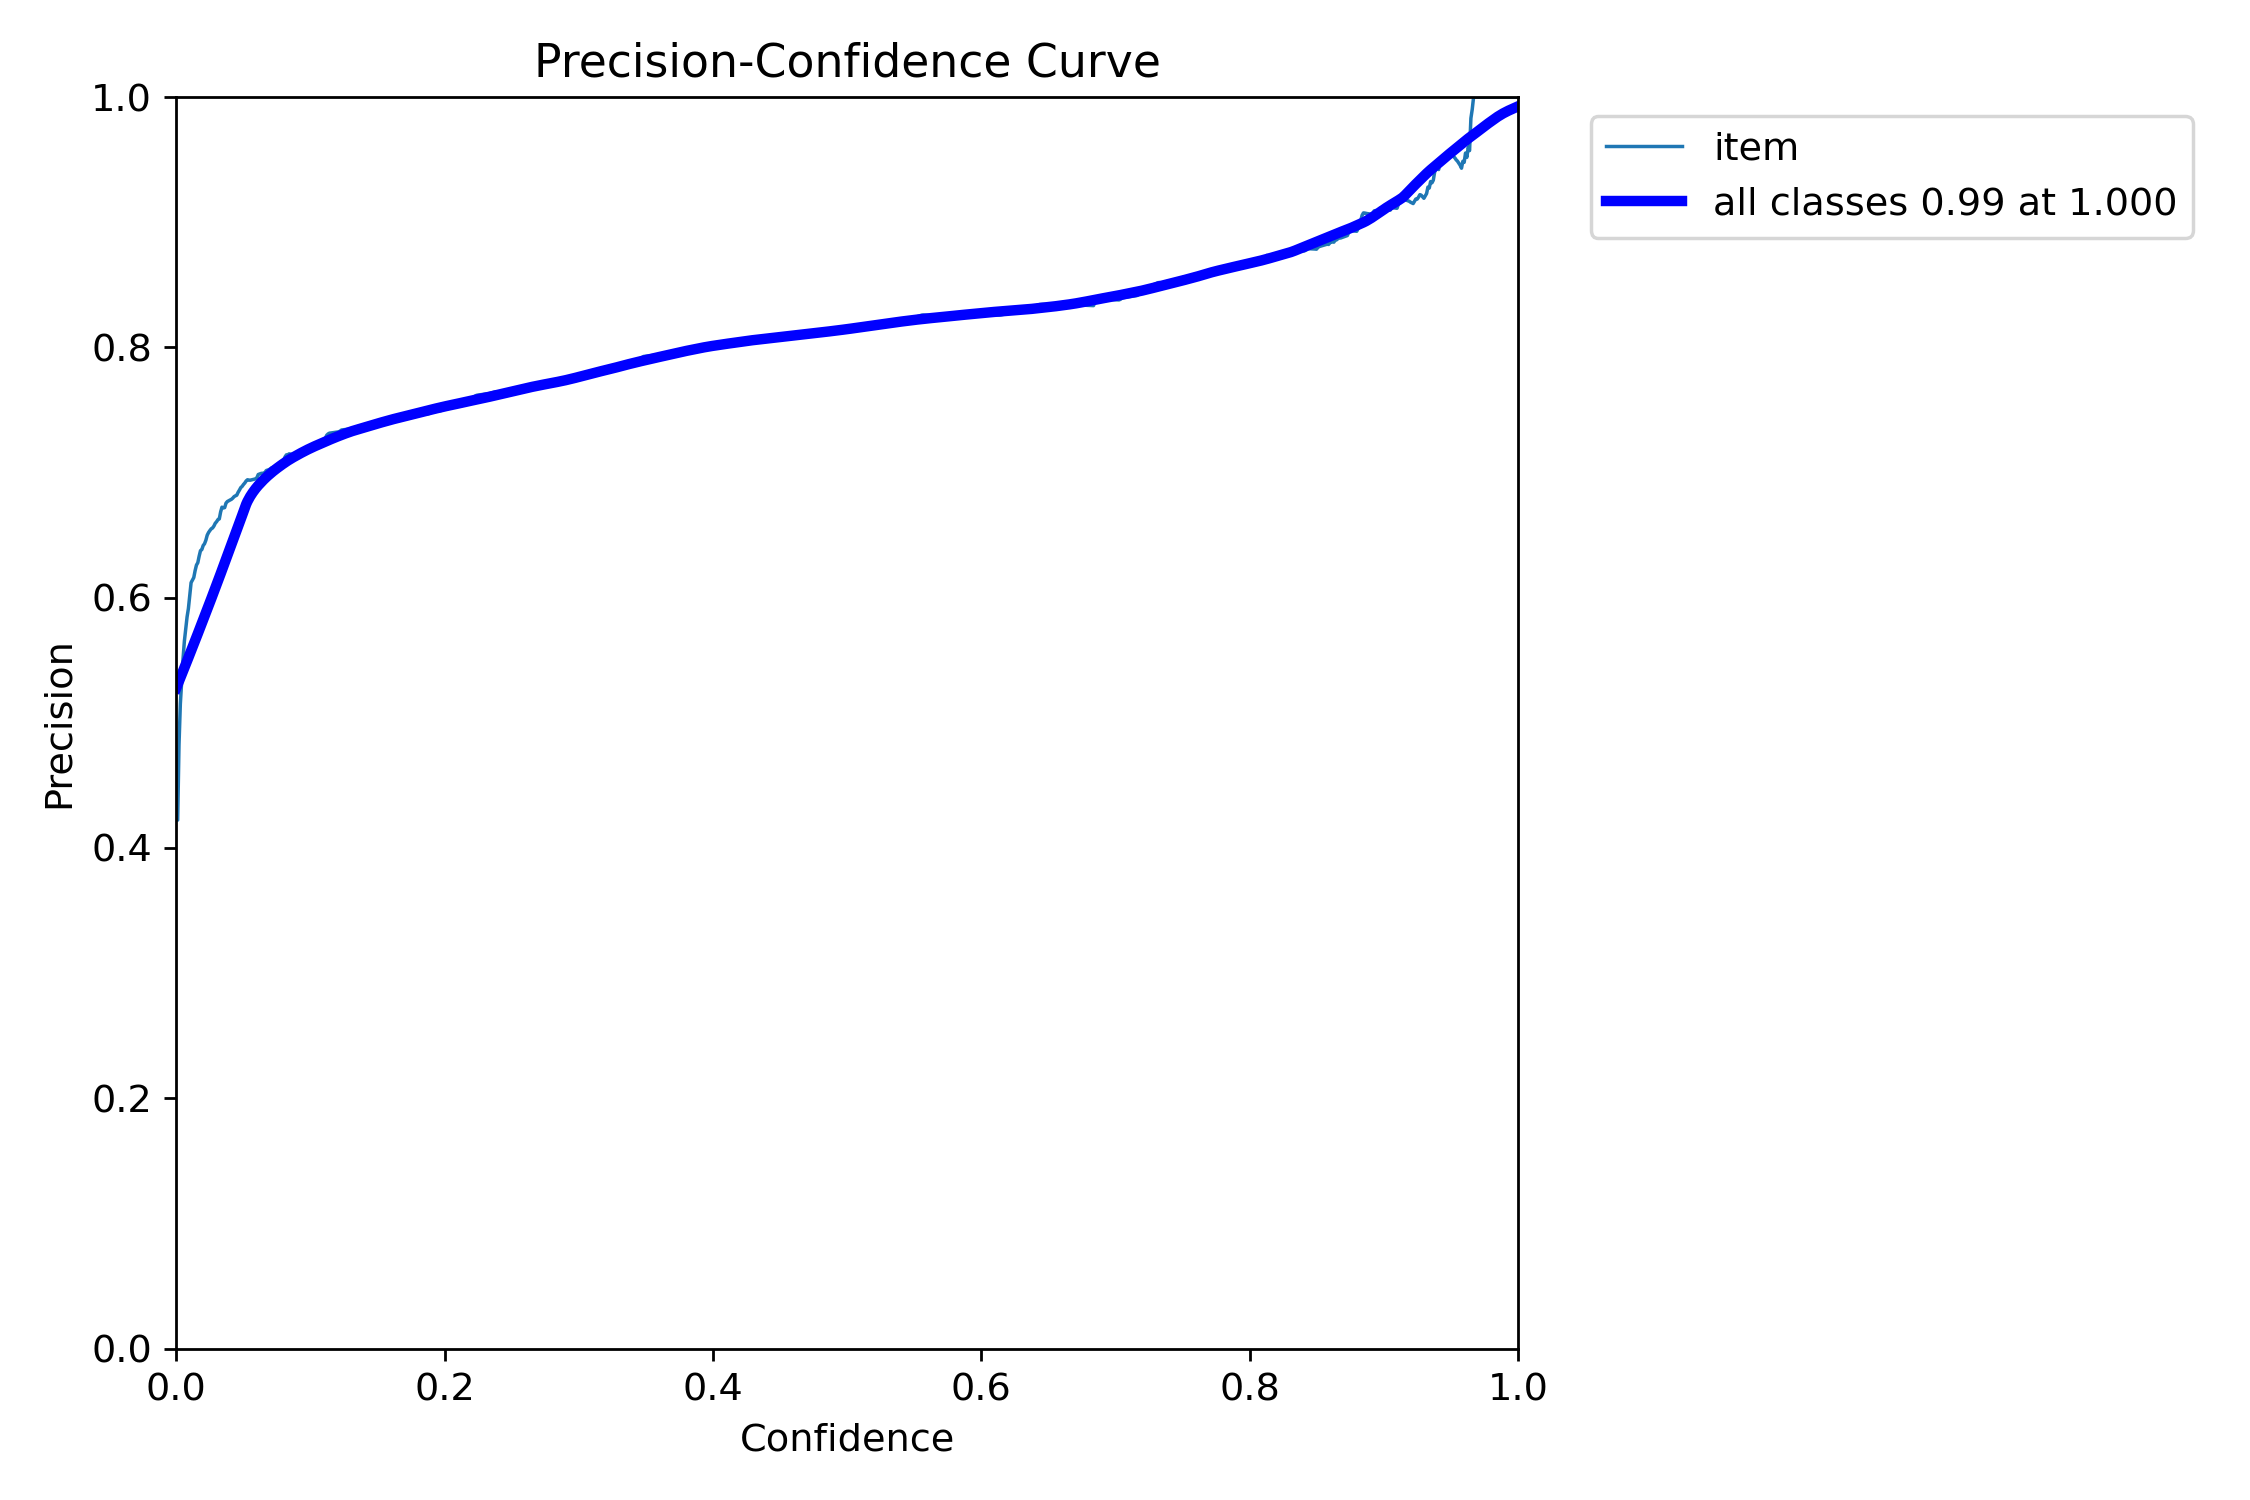 Precision-Confidence Curve
1.0
0.8
0.6
0.4
0.2
0.0
Precision
0.0 0.2 0.4 0.6 0.8 1.0
Confidence
item
all classes 0.99 at 1.000